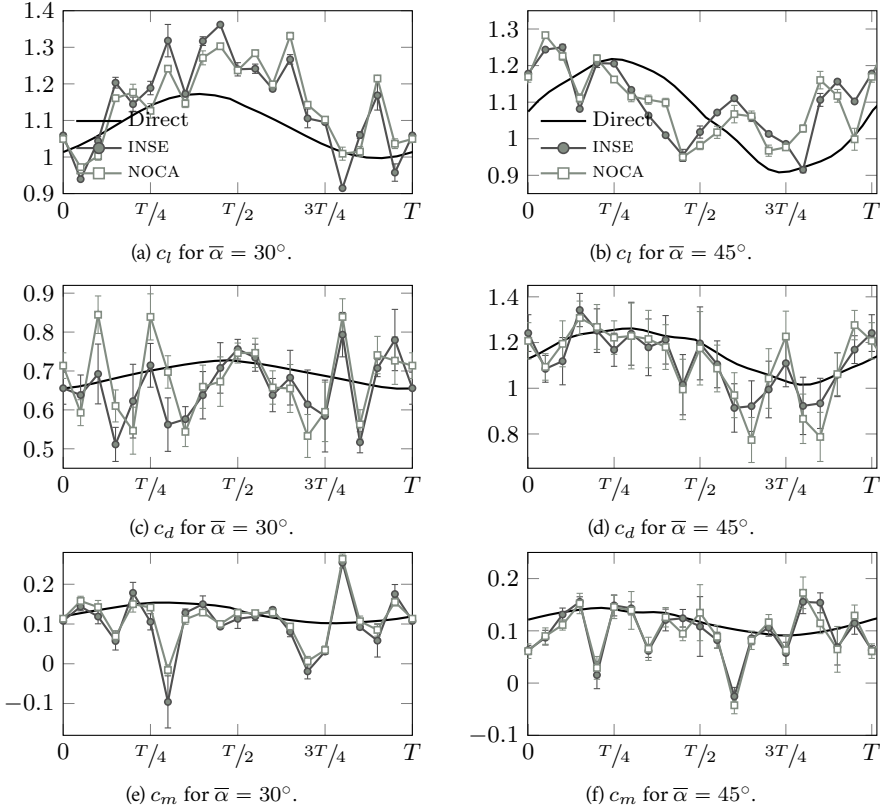 1.4
1.3
1.2
1.1
1
0.9
Direct
INSE
NOCA
0 T/4 T/2 3T/4 T
(a) c_l for α̅ = 30°.
1.3
1.2
1.1
1
0.9
Direct
INSE
NOCA
0 T/4 T/2 3T/4 T
(b) c_l for α̅ = 45°.
0.9
0.8
0.7
0.6
0.5
0 T/4 T/2 3T/4 T
(c) c_d for α̅ = 30°.
1.4
1.2
1
0.8
0 T/4 T/2 3T/4 T
(d) c_d for α̅ = 45°.
0.2
0.1
0
−0.1
0 T/4 T/2 3T/4 T
(e) c_m for α̅ = 30°.
0.2
0.1
0
−0.1
0 T/4 T/2 3T/4 T
(f) c_m for α̅ = 45°.